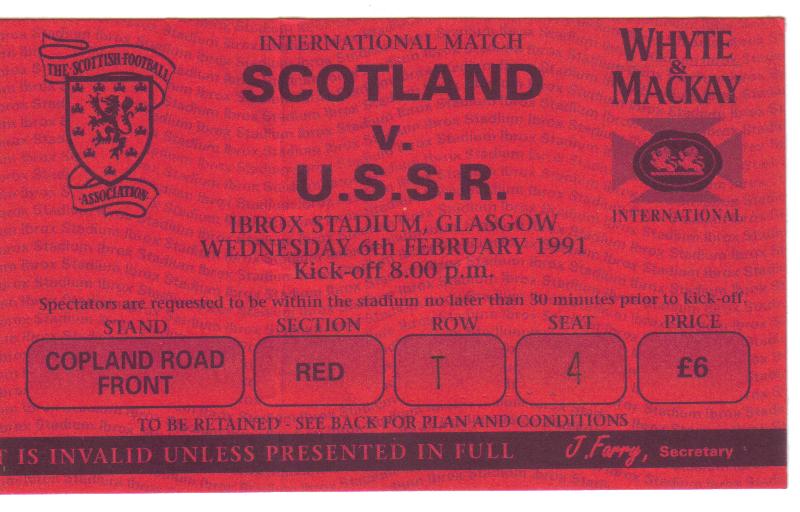 THE SCOTTISH FOOTBALL
ASSOCIATION
INTERNATIONAL MATCH
SCOTLAND
v.
U.S.S.R.
IBROX STADIUM, GLASGOW
WEDNESDAY 6th FEBRUARY 1991
Kick-off 8.00 p.m.
WHYTE
&
MACKAY
INTERNATIONAL
Spectators are requested to be within the stadium no later than 30 minutes prior to kick-off.
STAND SECTION ROW SEAT PRICE
COPLAND ROAD
FRONT
RED T 4 £6
TO BE RETAINED - SEE BACK FOR PLAN AND CONDITIONS
T IS INVALID UNLESS PRESENTED IN FULL J. Farry, Secretary